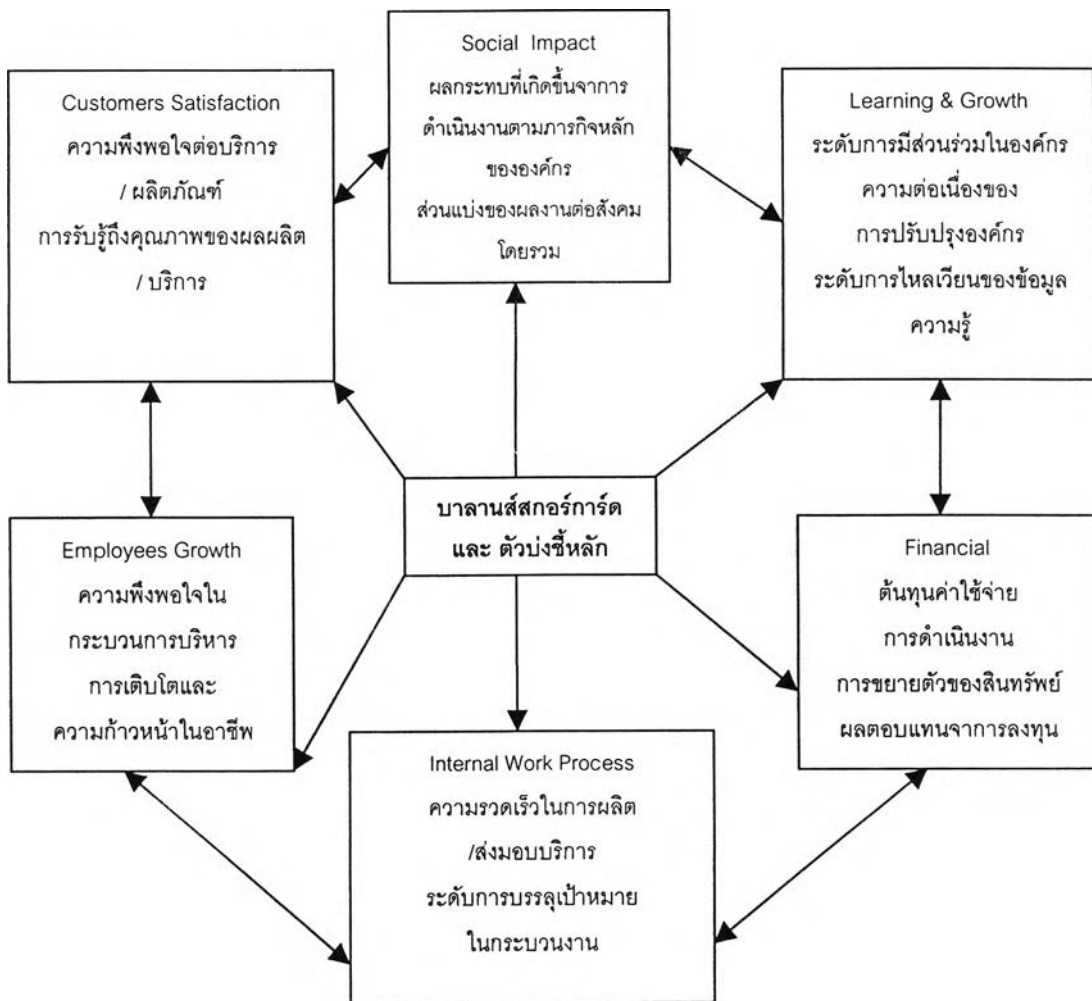 Social Impact
ผลกระทบที่เกิดขึ้นจาการ
ดำเนินงานตามภารกิจหลัก
ขององค์กร
ส่วนแบ่งของผลงานต่อสังคม
โดยรวม
Customers Satisfaction
ความพึงพอใจต่อบริการ
/ ผลิตภัณฑ์
การรับรู้ถึงคุณภาพของผลผลิต
/ บริการ
Learning & Growth
ระดับการมีส่วนร่วมในองค์กร
ความต่อเนื่องของ
การปรับปรุงองค์กร
ระดับการไหลเวียนของข้อมูล
ความรู้
บาลานส์สกอร์การ์ด
และ ตัวบ่งชี้หลัก
Employees Growth
ความพึงพอใจใน
กระบวนการบริหาร
การเติบโตและ
ความก้าวหน้าในอาชีพ
Financial
ต้นทุนค่าใช้จ่าย
การดำเนินงาน
การขยายตัวของสินทรัพย์
ผลตอบแทนจาการลงทุน
Internal Work Process
ความรวดเร็วในการผลิต
/ส่งมอบบริการ
ระดับการบรรลุเป้าหมาย
ในกระบวนงาน